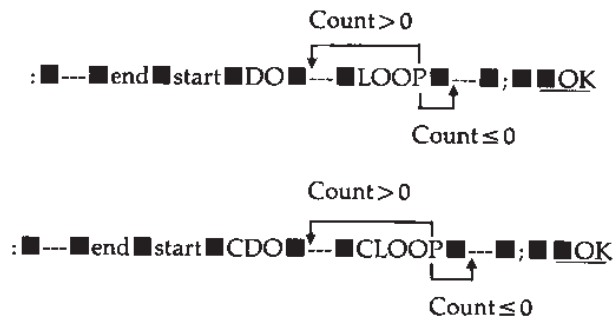 Count>0
:■---■end■start■DO■---■LOOP■---■;■■OK
Count≤0
Count>0
:■---■end■start■CDO■---■CLOOP■---■;■■OK
Count≤0